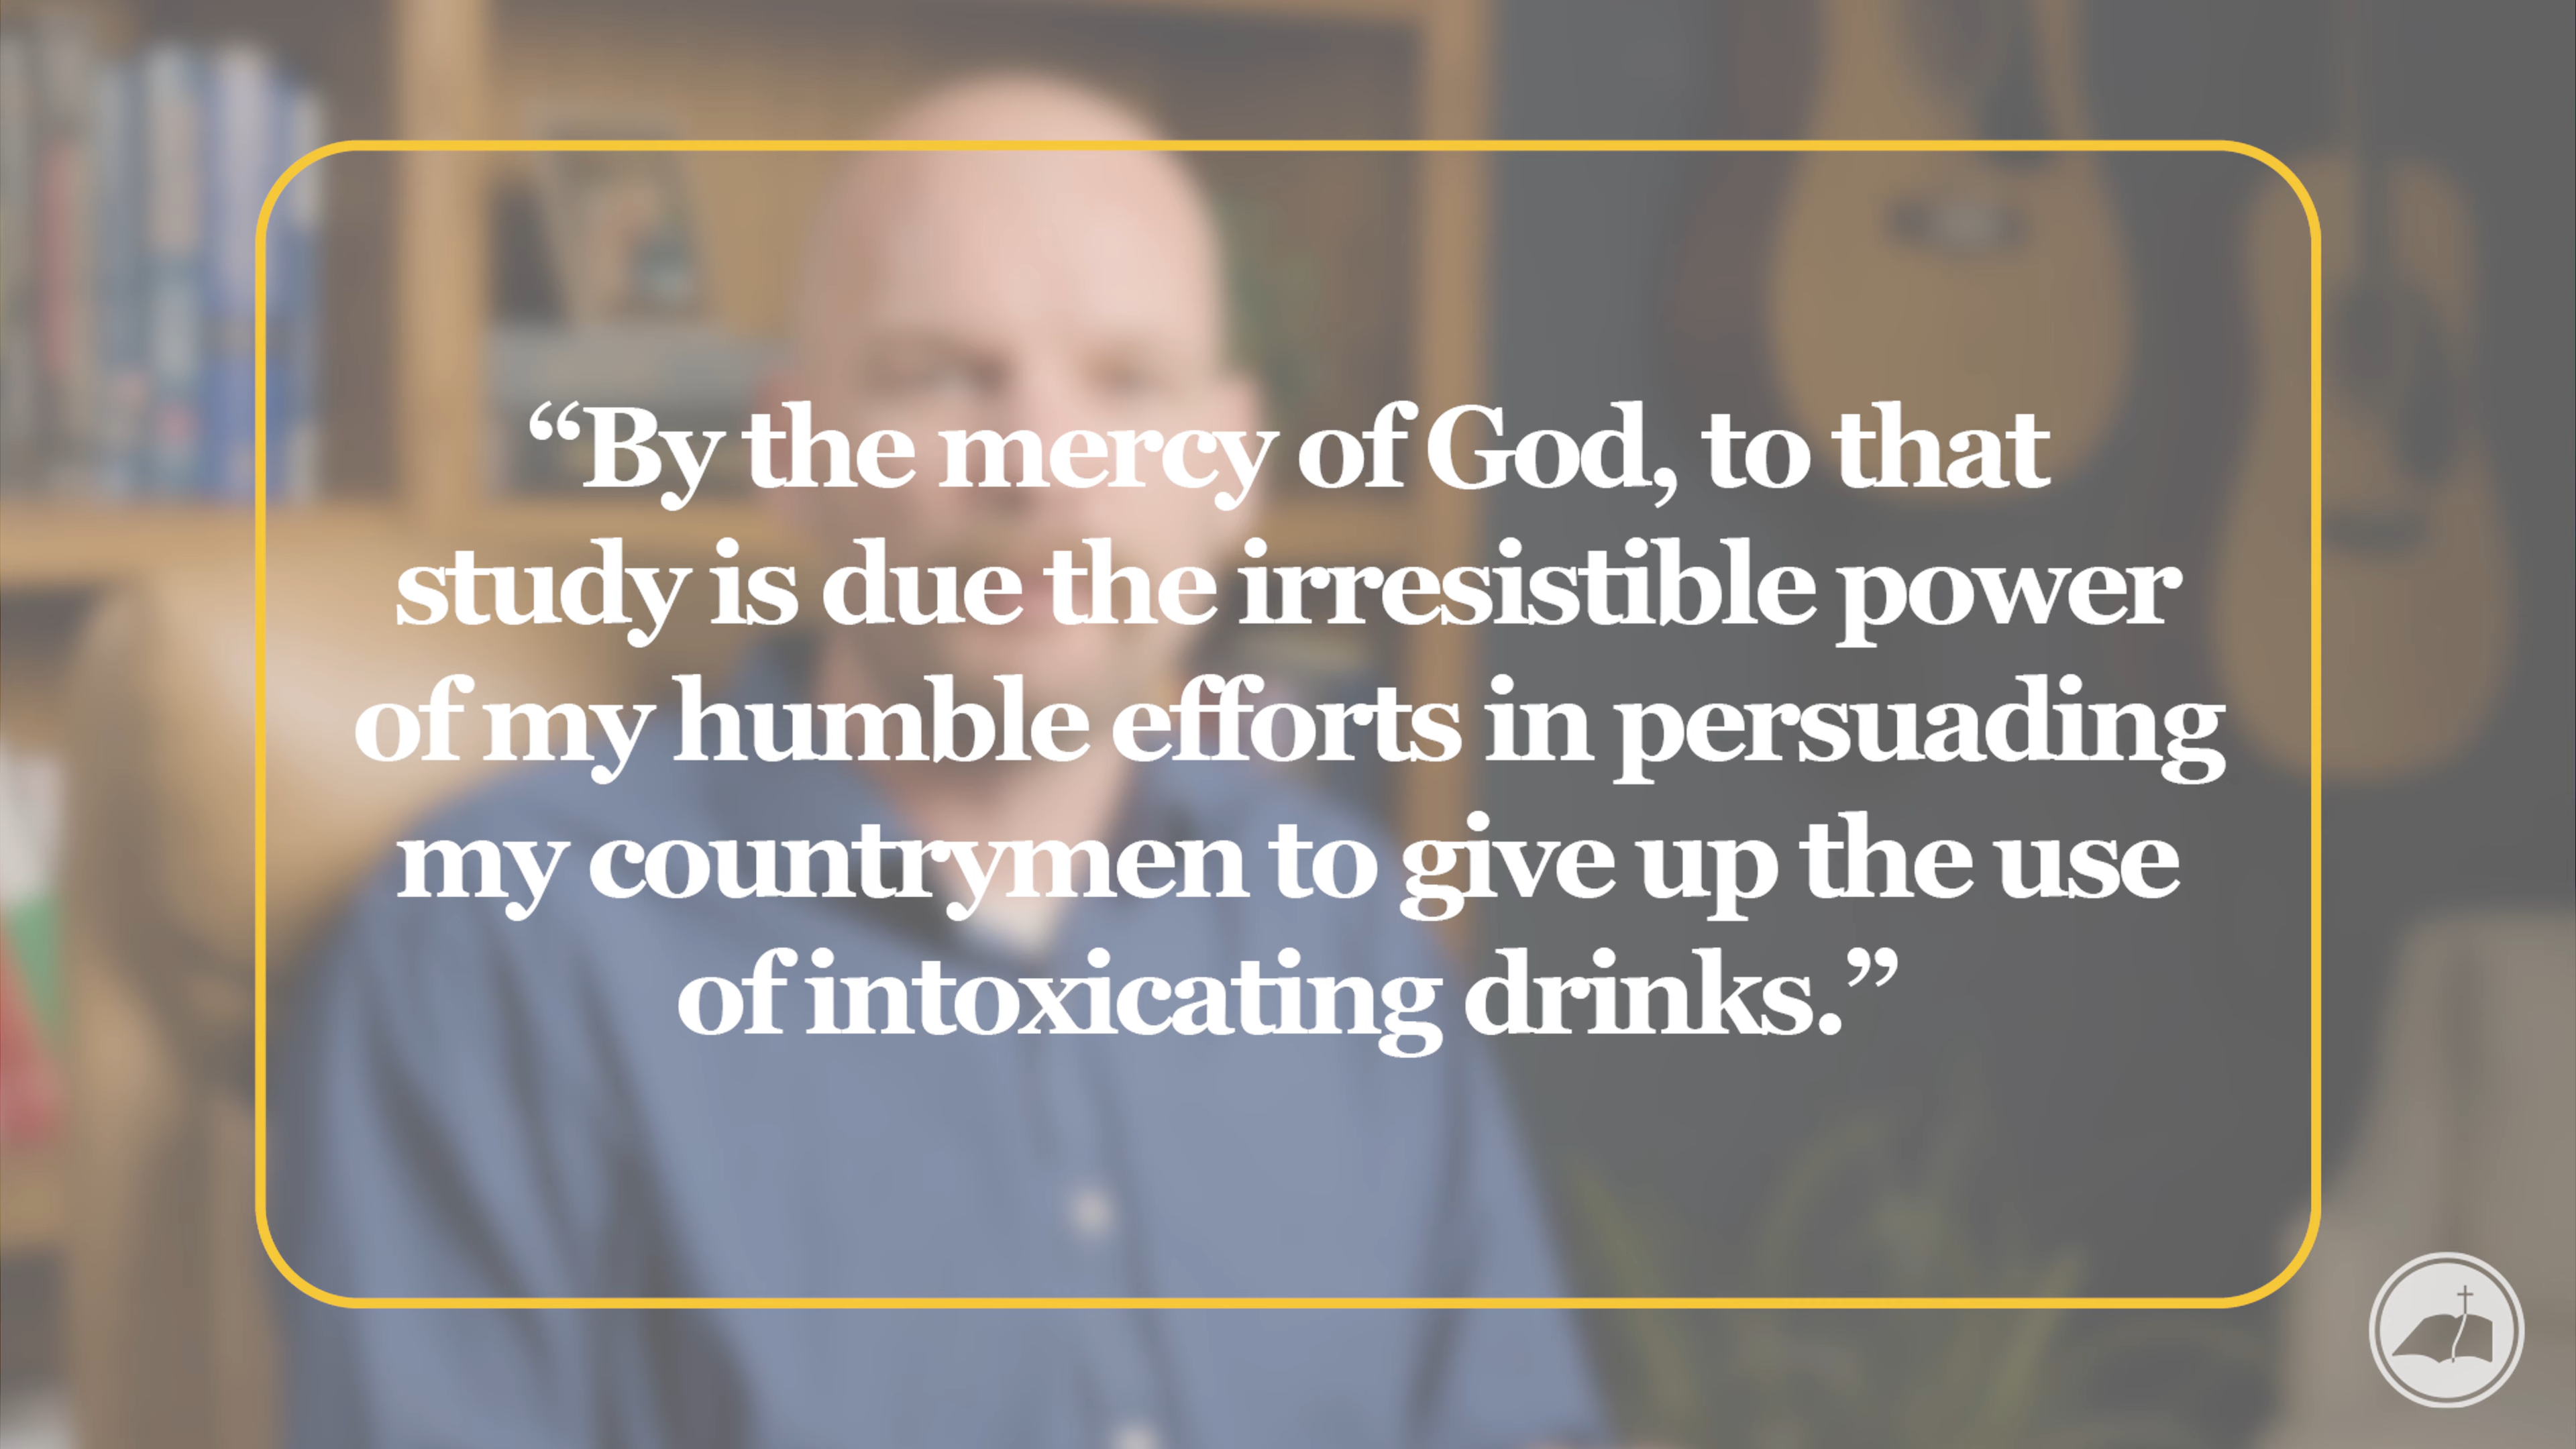 “By the mercy of God, to that
study is due the irresistible power
of my humble efforts in persuading
my countrymen to give up the use
of intoxicating drinks.”